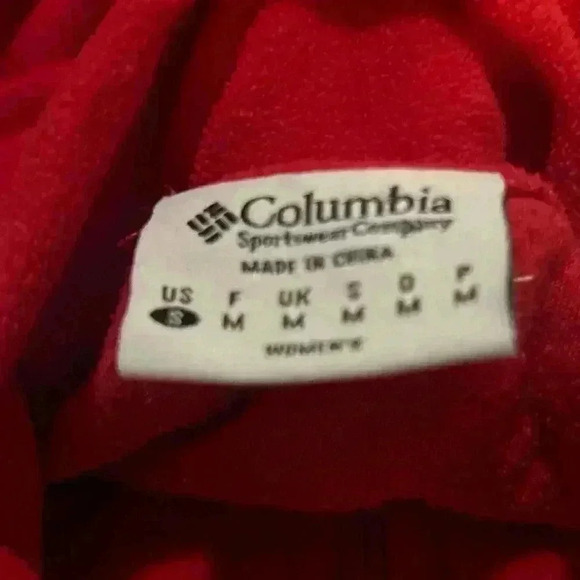 Columbia
Sportswear Company
MADE IN CHINA
US F UK S D P
S M M M M M
WOMEN'S